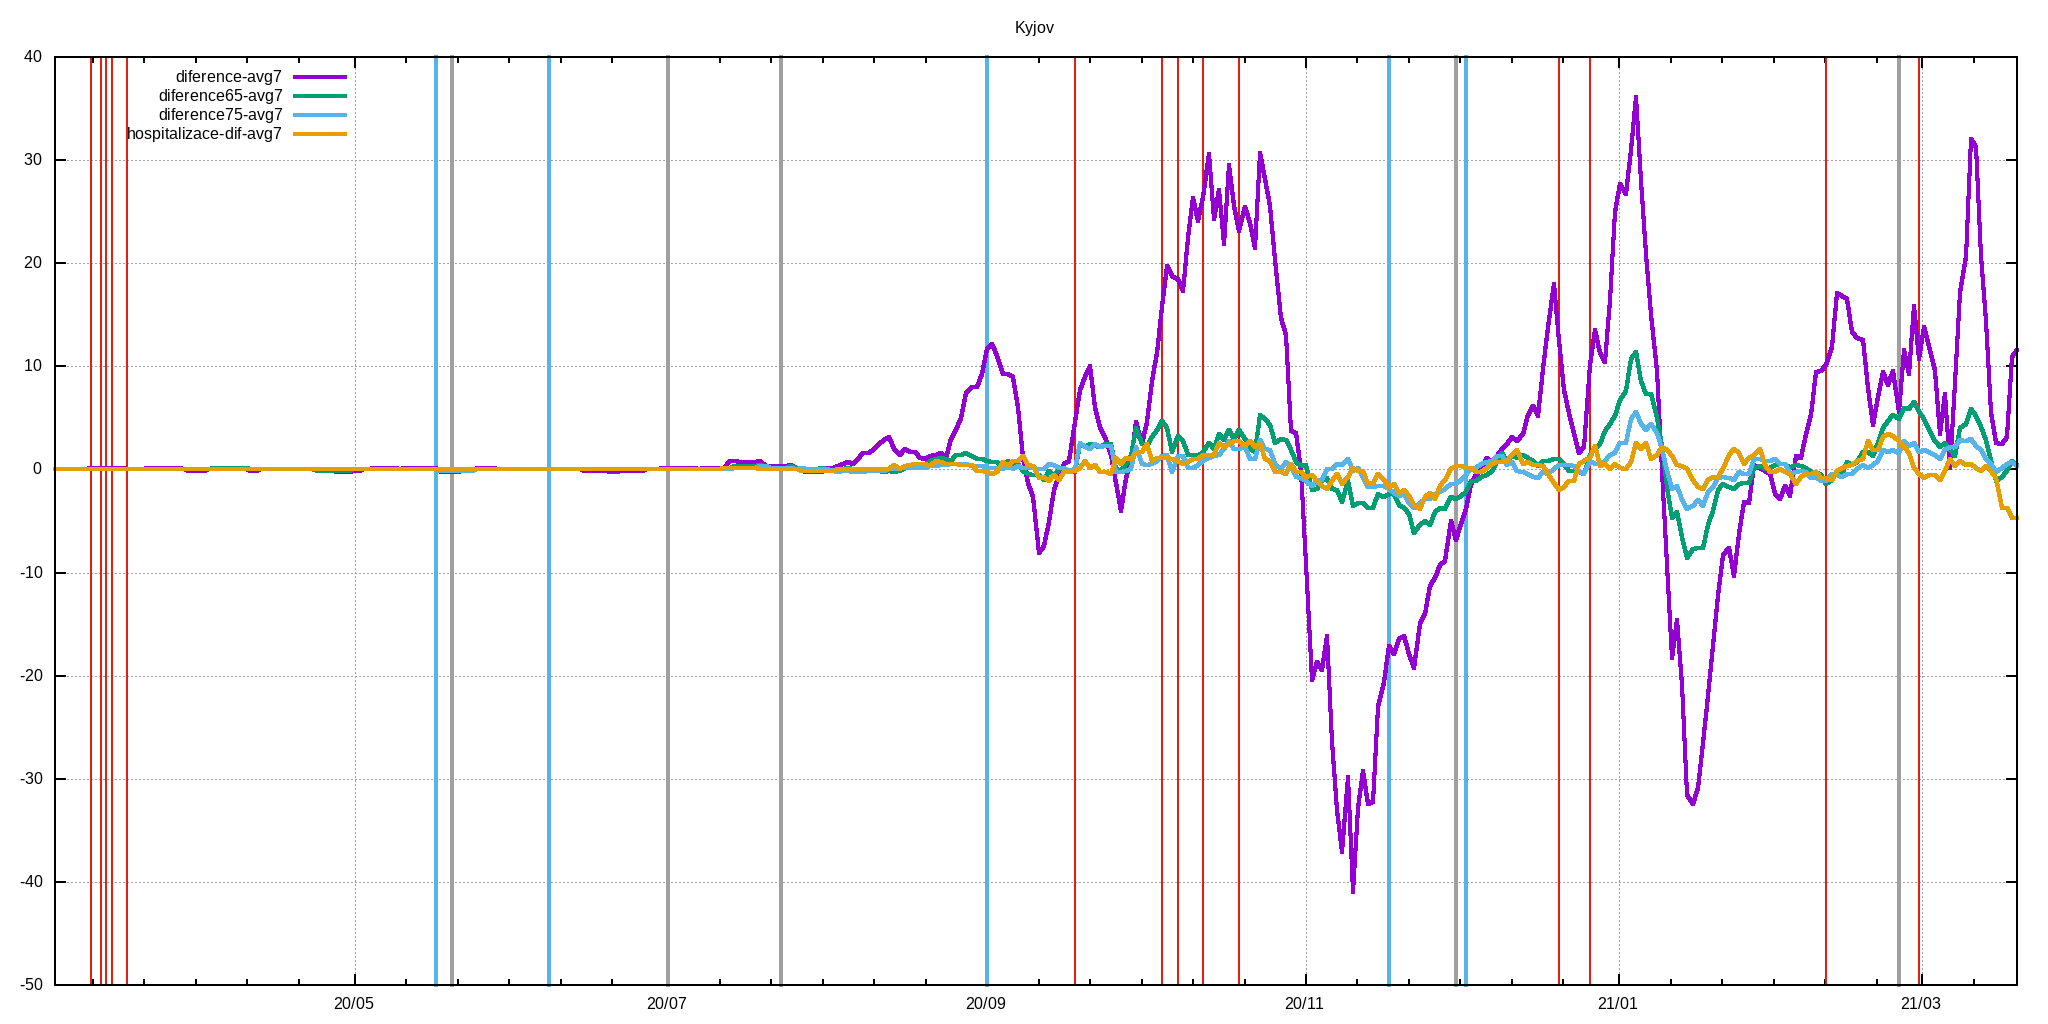 Kyjov
diference-avg7
diference65-avg7
diference75-avg7
hospitalizace-dif-avg7
40
30
20
10
0
-10
-20
-30
-40
-50
20/05 20/07 20/09 20/11 21/01 21/03